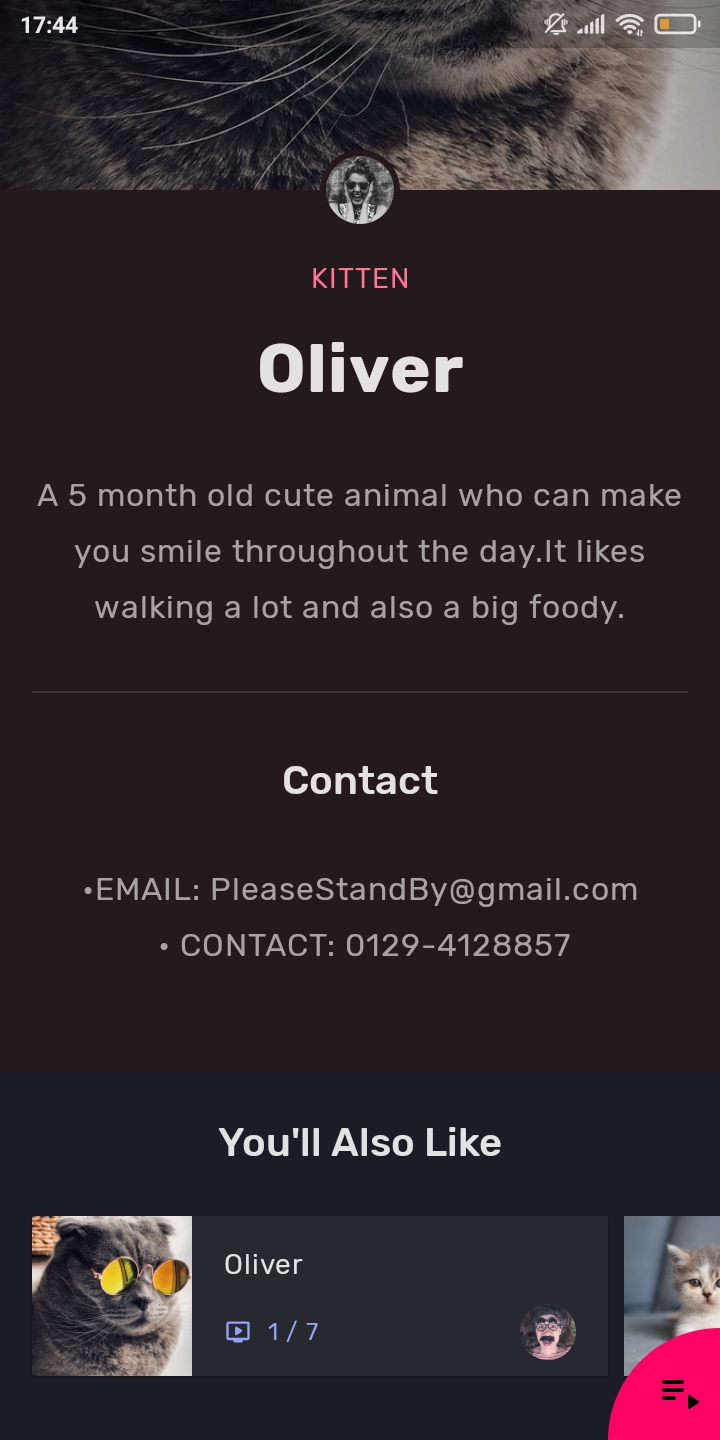 17:44
KITTEN
Oliver
A 5 month old cute animal who can make
you smile throughout the day.It likes
walking a lot and also a big foody.
Contact
•EMAIL: PleaseStandBy@gmail.com
• CONTACT: 0129-4128857
You'll Also Like
Oliver
1 / 7